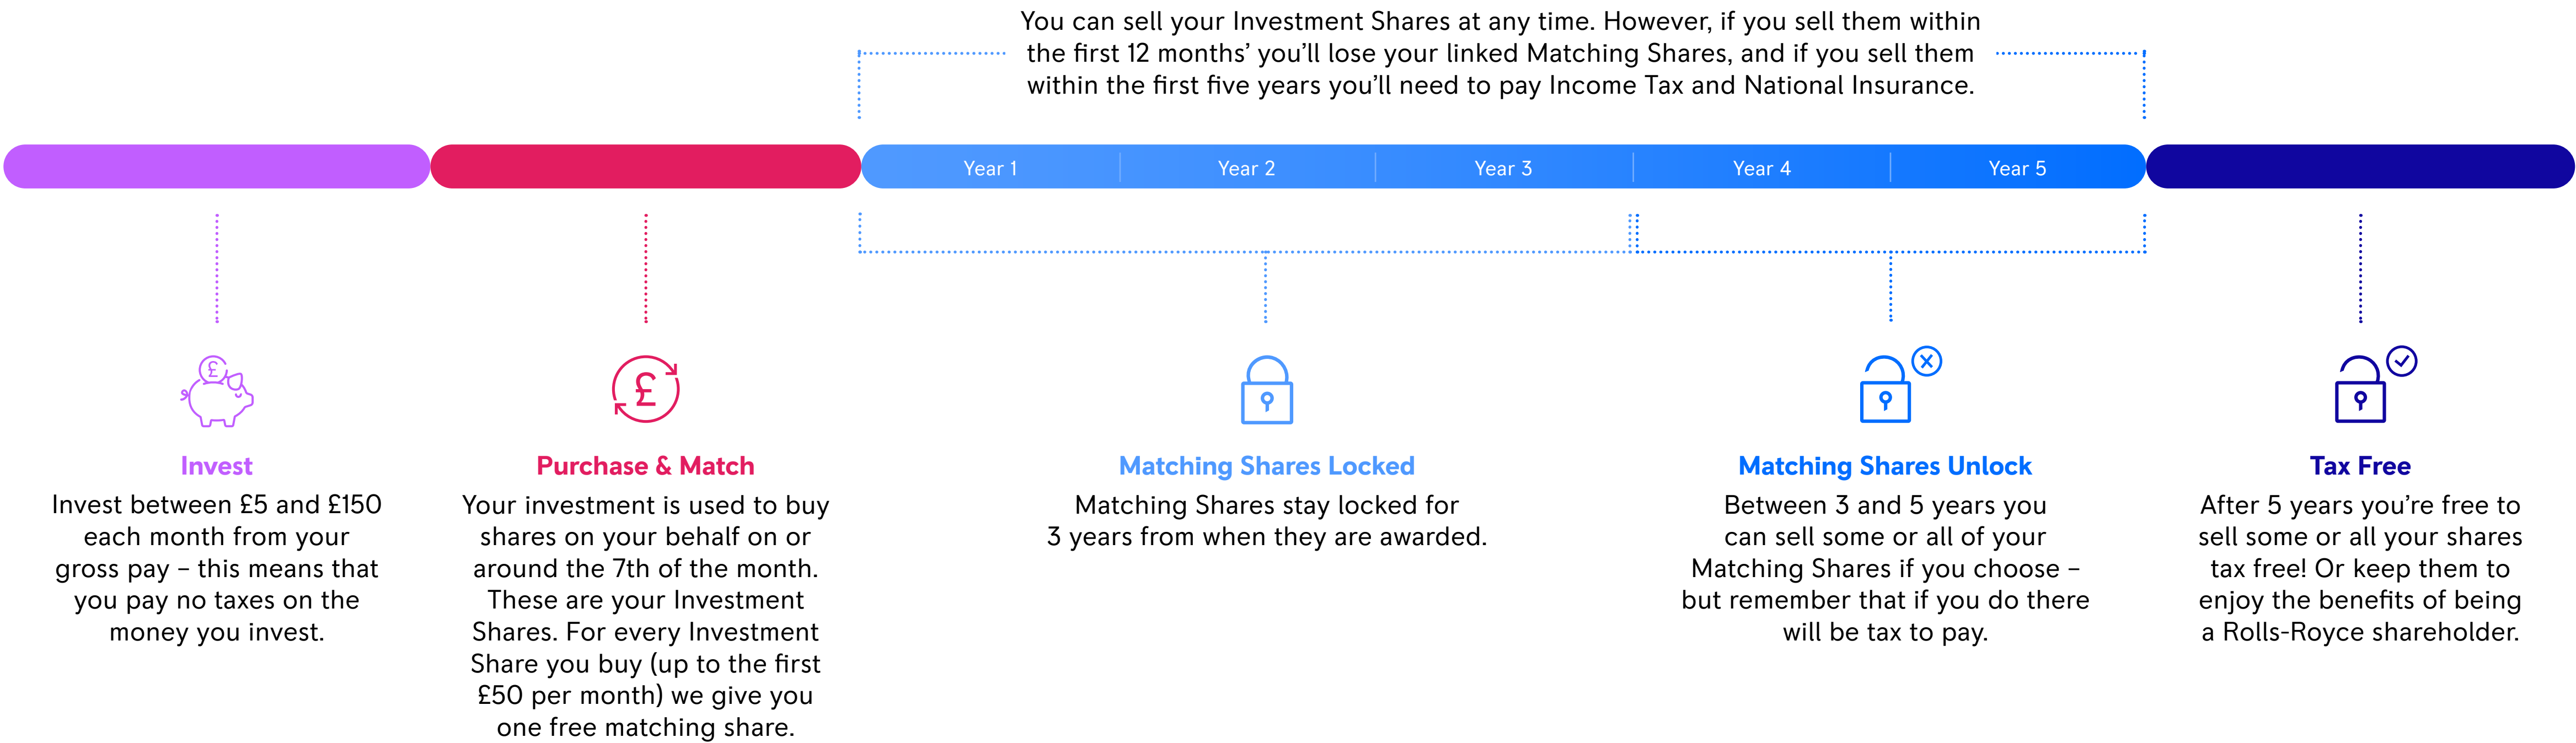 You can sell your Investment Shares at any time. However, if you sell them within
the first 12 months’ you’ll lose your linked Matching Shares, and if you sell them
within the first five years you’ll need to pay Income Tax and National Insurance.
Year 1
Year 2
Year 3
Year 4
Year 5
£
£
Invest
Invest between £5 and £150
each month from your
gross pay – this means that
you pay no taxes on the
money you invest.
Purchase & Match
Your investment is used to buy
shares on your behalf on or
around the 7th of the month.
These are your Investment
Shares. For every Investment
Share you buy (up to the first
£50 per month) we give you
one free matching share.
Matching Shares Locked
Matching Shares stay locked for
3 years from when they are awarded.
Matching Shares Unlock
Between 3 and 5 years you
can sell some or all of your
Matching Shares if you choose –
but remember that if you do there
will be tax to pay.
Tax Free
After 5 years you’re free to
sell some or all your shares
tax free! Or keep them to
enjoy the benefits of being
a Rolls-Royce shareholder.